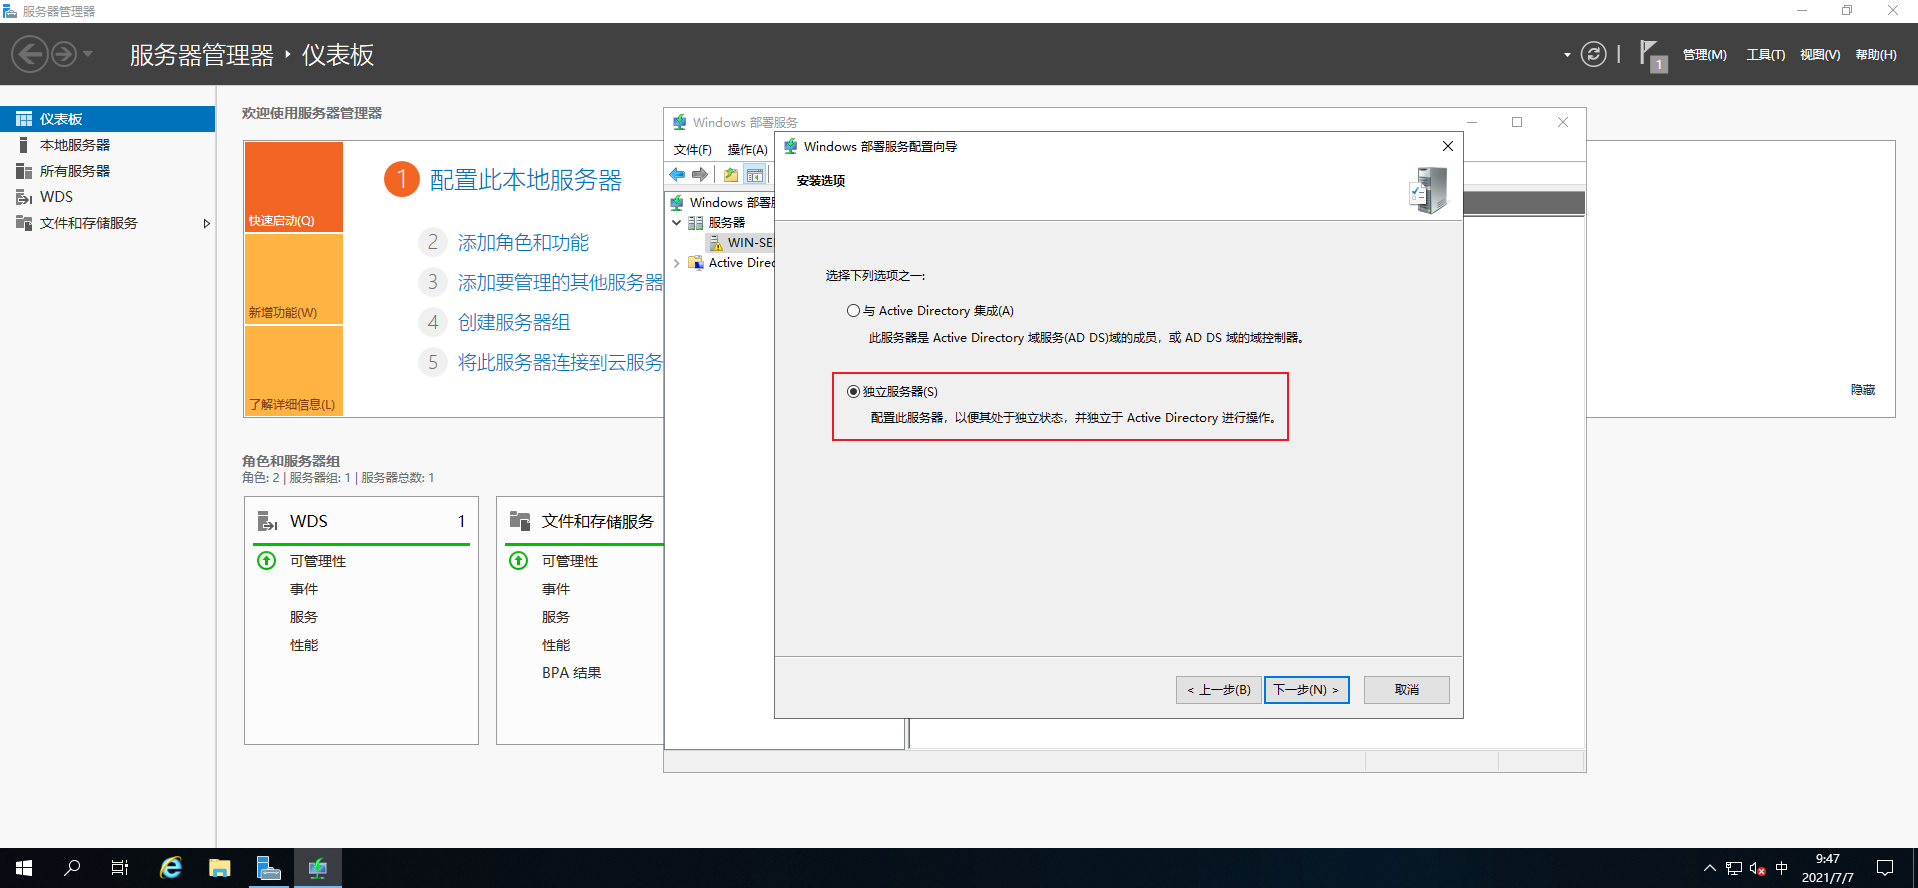 服务器管理器
服务器管理器 ‣ 仪表板
1
管理(M)
工具(T)
视图(V)
帮助(H)
仪表板
本地服务器
所有服务器
WDS
文件和存储服务
欢迎使用服务器管理器
快速启动(Q)
新增功能(W)
了解详细信息(L)
1 配置此本地服务器
2 添加角色和功能
3 添加要管理的其他服务器
4 创建服务器组
5 将此服务器连接到云服务
隐藏
角色和服务器组
角色: 2 | 服务器组: 1 | 服务器总数: 1
WDS 1
可管理性
事件
服务
性能
文件和存储服务
可管理性
事件
服务
性能
BPA 结果
Windows 部署服务
文件(F) 操作(A)
Windows 部署服
服务器
WIN-SE
Active Direc
Windows 部署服务配置向导
安装选项
选择下列选项之一:
与 Active Directory 集成(A)
此服务器是 Active Directory 域服务(AD DS)域的成员，或 AD DS 域的域控制器。
独立服务器(S)
配置此服务器，以便其处于独立状态，并独立于 Active Directory 进行操作。
< 上一步(B)
下一步(N) >
取消
中
9:47
2021/7/7